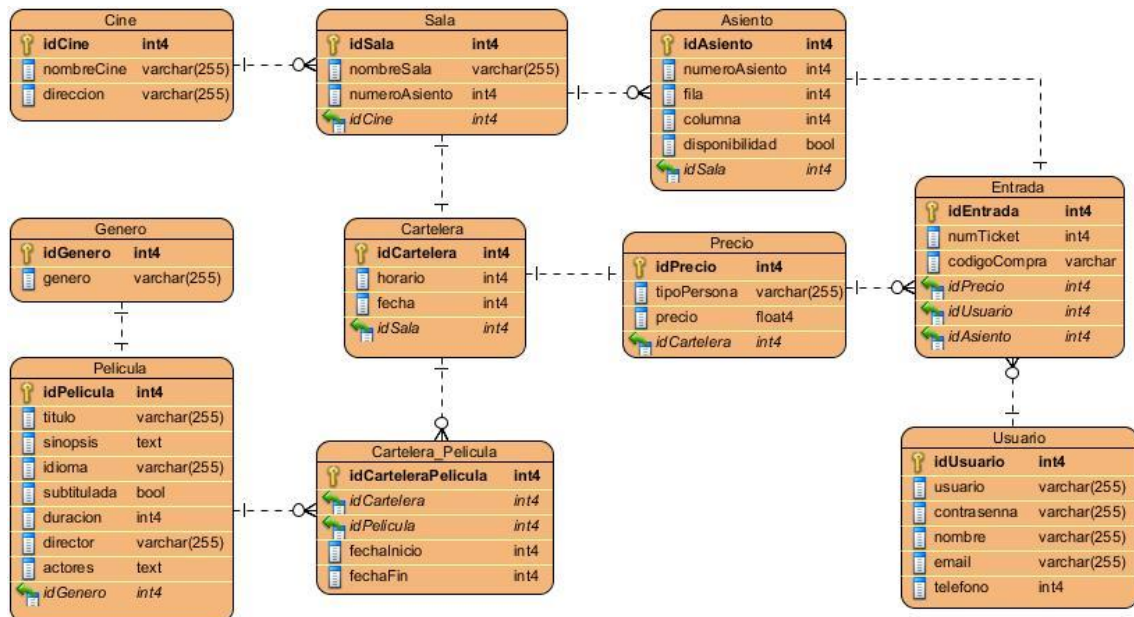 Cine
idCine int4
nombreCine varchar(255)
direccion varchar(255)
Sala
idSala int4
nombreSala varchar(255)
numeroAsiento int4
idCine int4
Asiento
idAsiento int4
numeroAsiento int4
fila int4
columna int4
disponibilidad bool
idSala int4
Genero
idGenero int4
genero varchar(255)
Cartelera
idCartelera int4
horario int4
fecha int4
idSala int4
Precio
idPrecio int4
tipoPersona varchar(255)
precio float4
idCartelera int4
Entrada
idEntrada int4
numTicket int4
codigoCompra varchar
idPrecio int4
idUsuario int4
idAsiento int4
Pelicula
idPelicula int4
titulo varchar(255)
sinopsis text
idioma varchar(255)
subtitulada bool
duracion int4
director varchar(255)
actores text
idGenero int4
Cartelera_Pelicula
idCarteleraPelicula int4
idCartelera int4
idPelicula int4
fechaInicio int4
fechaFin int4
Usuario
idUsuario int4
usuario varchar(255)
contrasenna varchar(255)
nombre varchar(255)
email varchar(255)
telefono int4